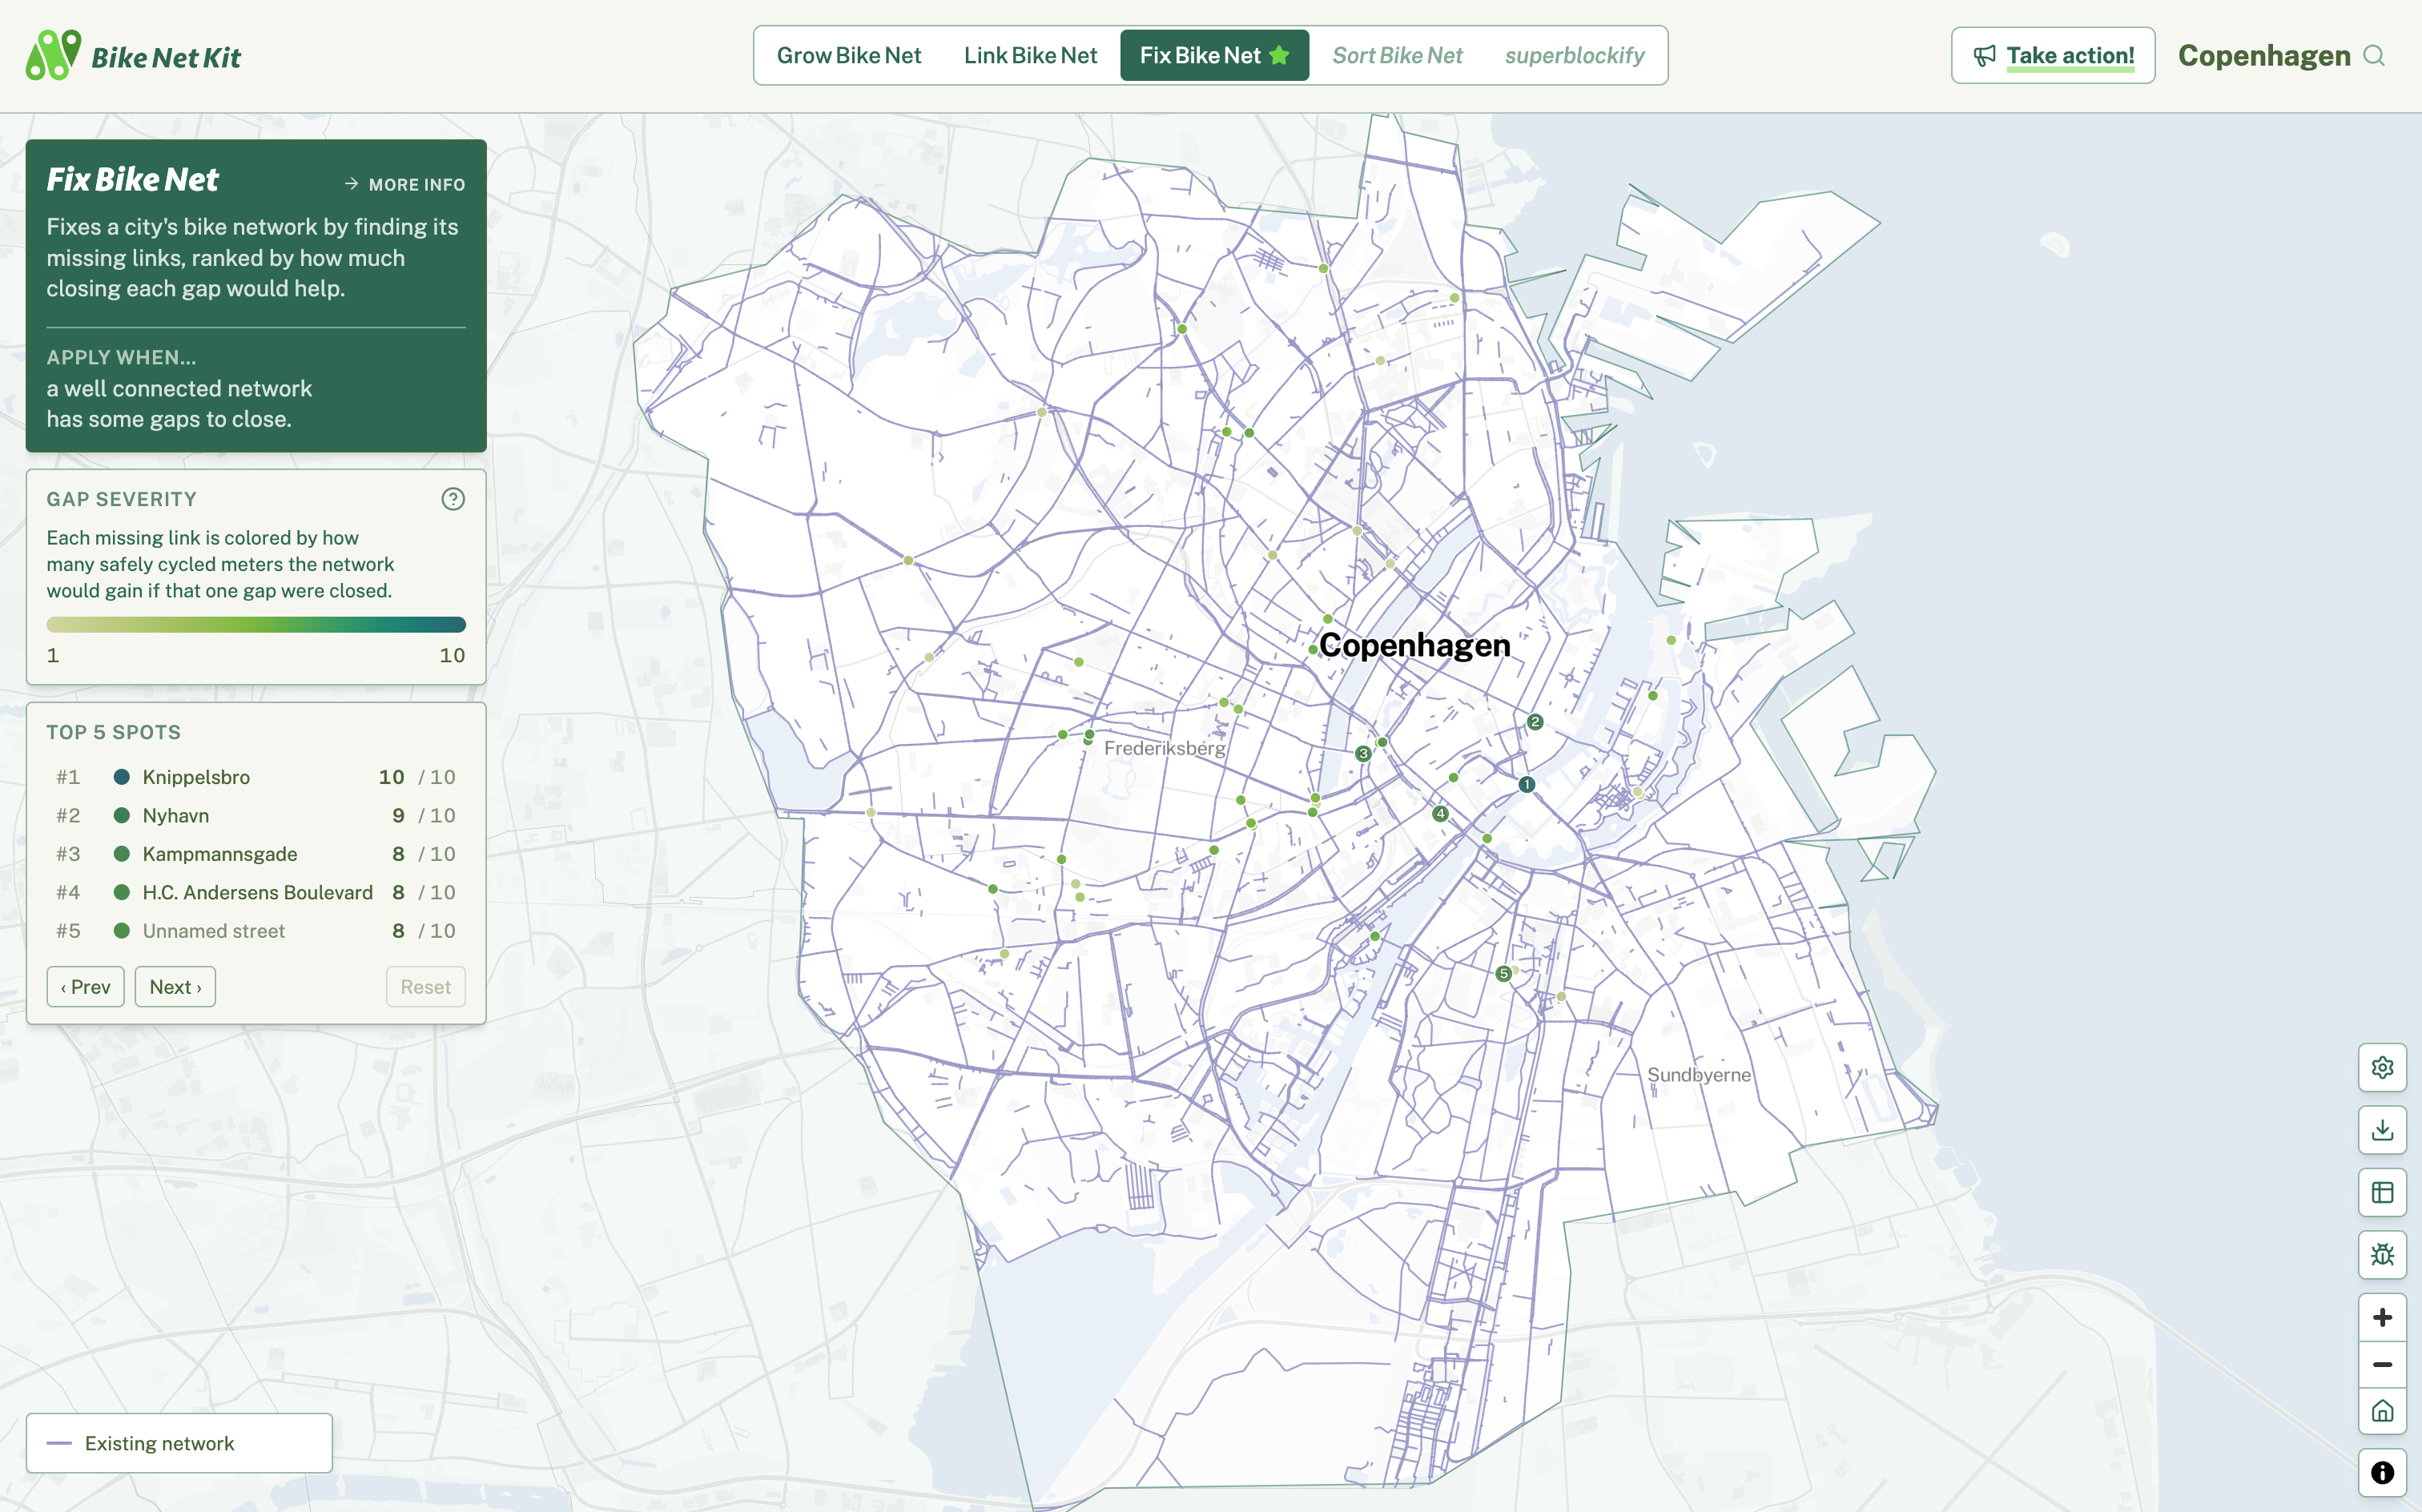 Bike Net Kit
Grow Bike Net
Link Bike Net
Fix Bike Net
Sort Bike Net
superblockify
Take action!
Copenhagen
Fix Bike Net
→ MORE INFO
Fixes a city's bike network by finding its
missing links, ranked by how much
closing each gap would help.
APPLY WHEN...
a well connected network
has some gaps to close.
GAP SEVERITY
?
Each missing link is colored by how
many safely cycled meters the network
would gain if that one gap were closed.
1 10
TOP 5 SPOTS
#1 Knippelsbro 10 / 10
#2 Nyhavn 9 / 10
#3 Kampmannsgade 8 / 10
#4 H.C. Andersens Boulevard 8 / 10
#5 Unnamed street 8 / 10
‹ Prev
Next ›
Reset
Copenhagen
2
Frederiksberg
3
1
4
5
Sundbyerne
Existing network